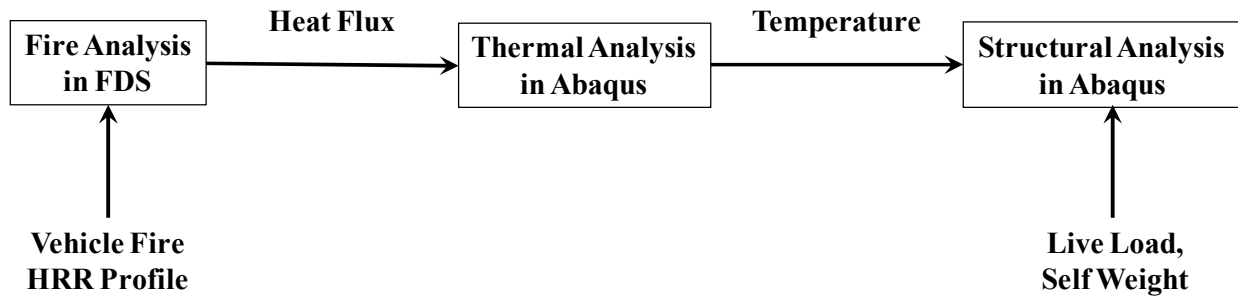 Heat Flux
Temperature
Fire Analysis
in FDS
Thermal Analysis
in Abaqus
Structural Analysis
in Abaqus
Vehicle Fire
HRR Profile
Live Load,
Self Weight